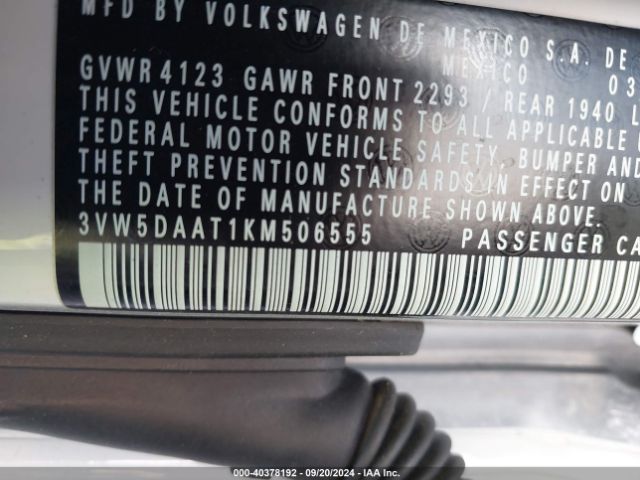 MFD BY VOLKSWAGEN DE MEXICO S.A. DE
MEXICO 03
GVWR 4123 GAWR FRONT 2293 / REAR 1940 L
THIS VEHICLE CONFORMS TO ALL APPLICABLE
FEDERAL MOTOR VEHICLE SAFETY, BUMPER AND
THEFT PREVENTION STANDARDS IN EFFECT ON
THE DATE OF MANUFACTURE SHOWN ABOVE.
3VW5DAAT1KM506555 PASSENGER CA
000-40378192 - 09/20/2024 - IAA Inc.